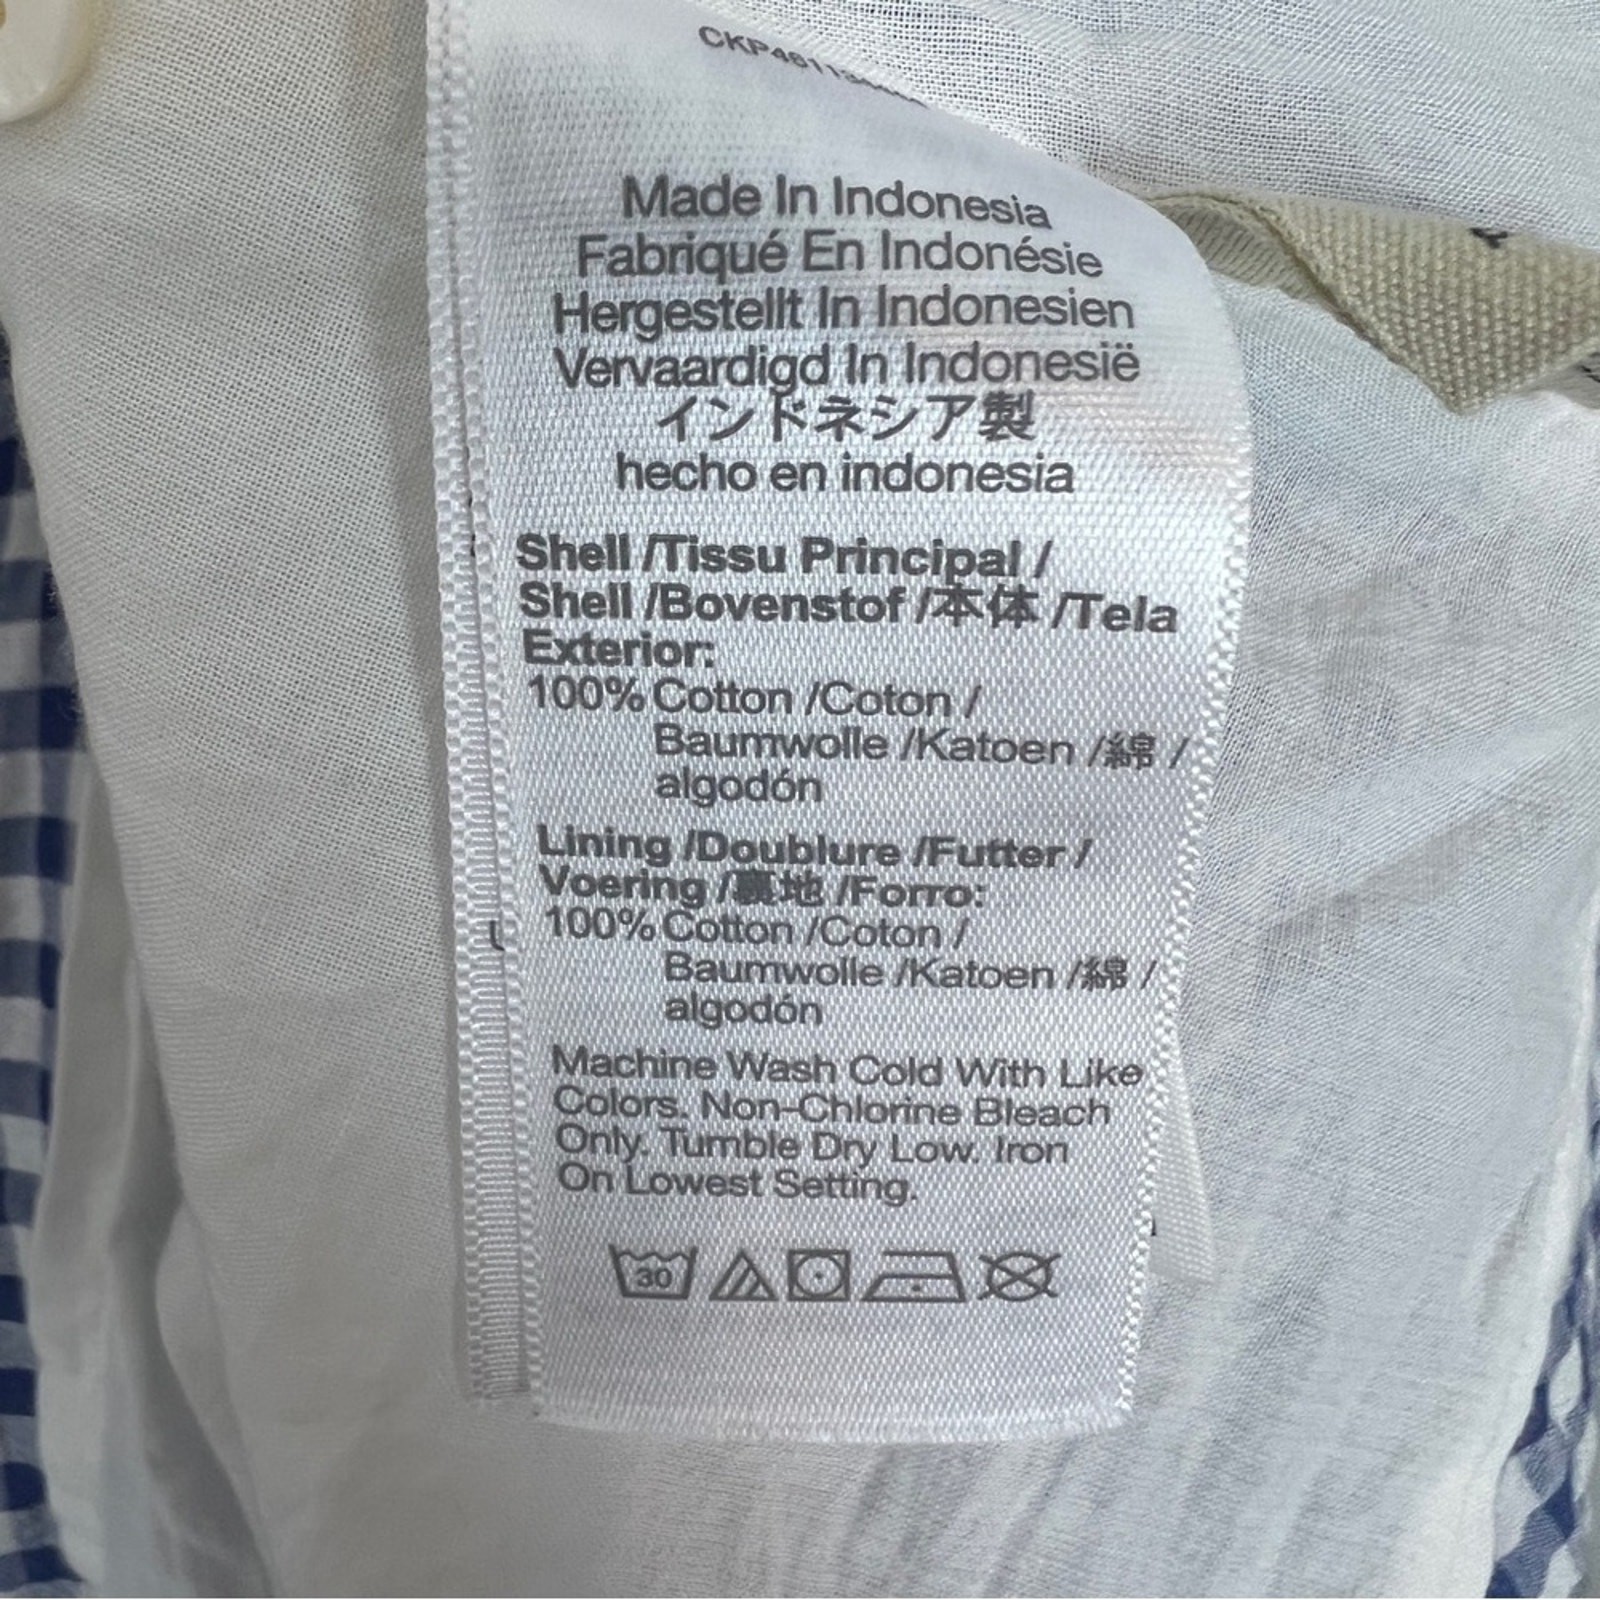 Made In Indonesia
Fabriqué En Indonésie
Hergestellt In Indonesien
Vervaardigd In Indonesië
インドネシア製
hecho en indonesia
Shell /Tissu Principal /
Shell /Bovenstof /本体 /Tela
Exterior:
100% Cotton /Coton /
Baumwolle /Katoen /綿 /
algodón
Lining /Doublure /Futter /
Voering /裏地 /Forro:
100% Cotton /Coton /
Baumwolle /Katoen /綿 /
algodón
Machine Wash Cold With Like
Colors. Non-Chlorine Bleach
Only. Tumble Dry Low. Iron
On Lowest Setting.
30